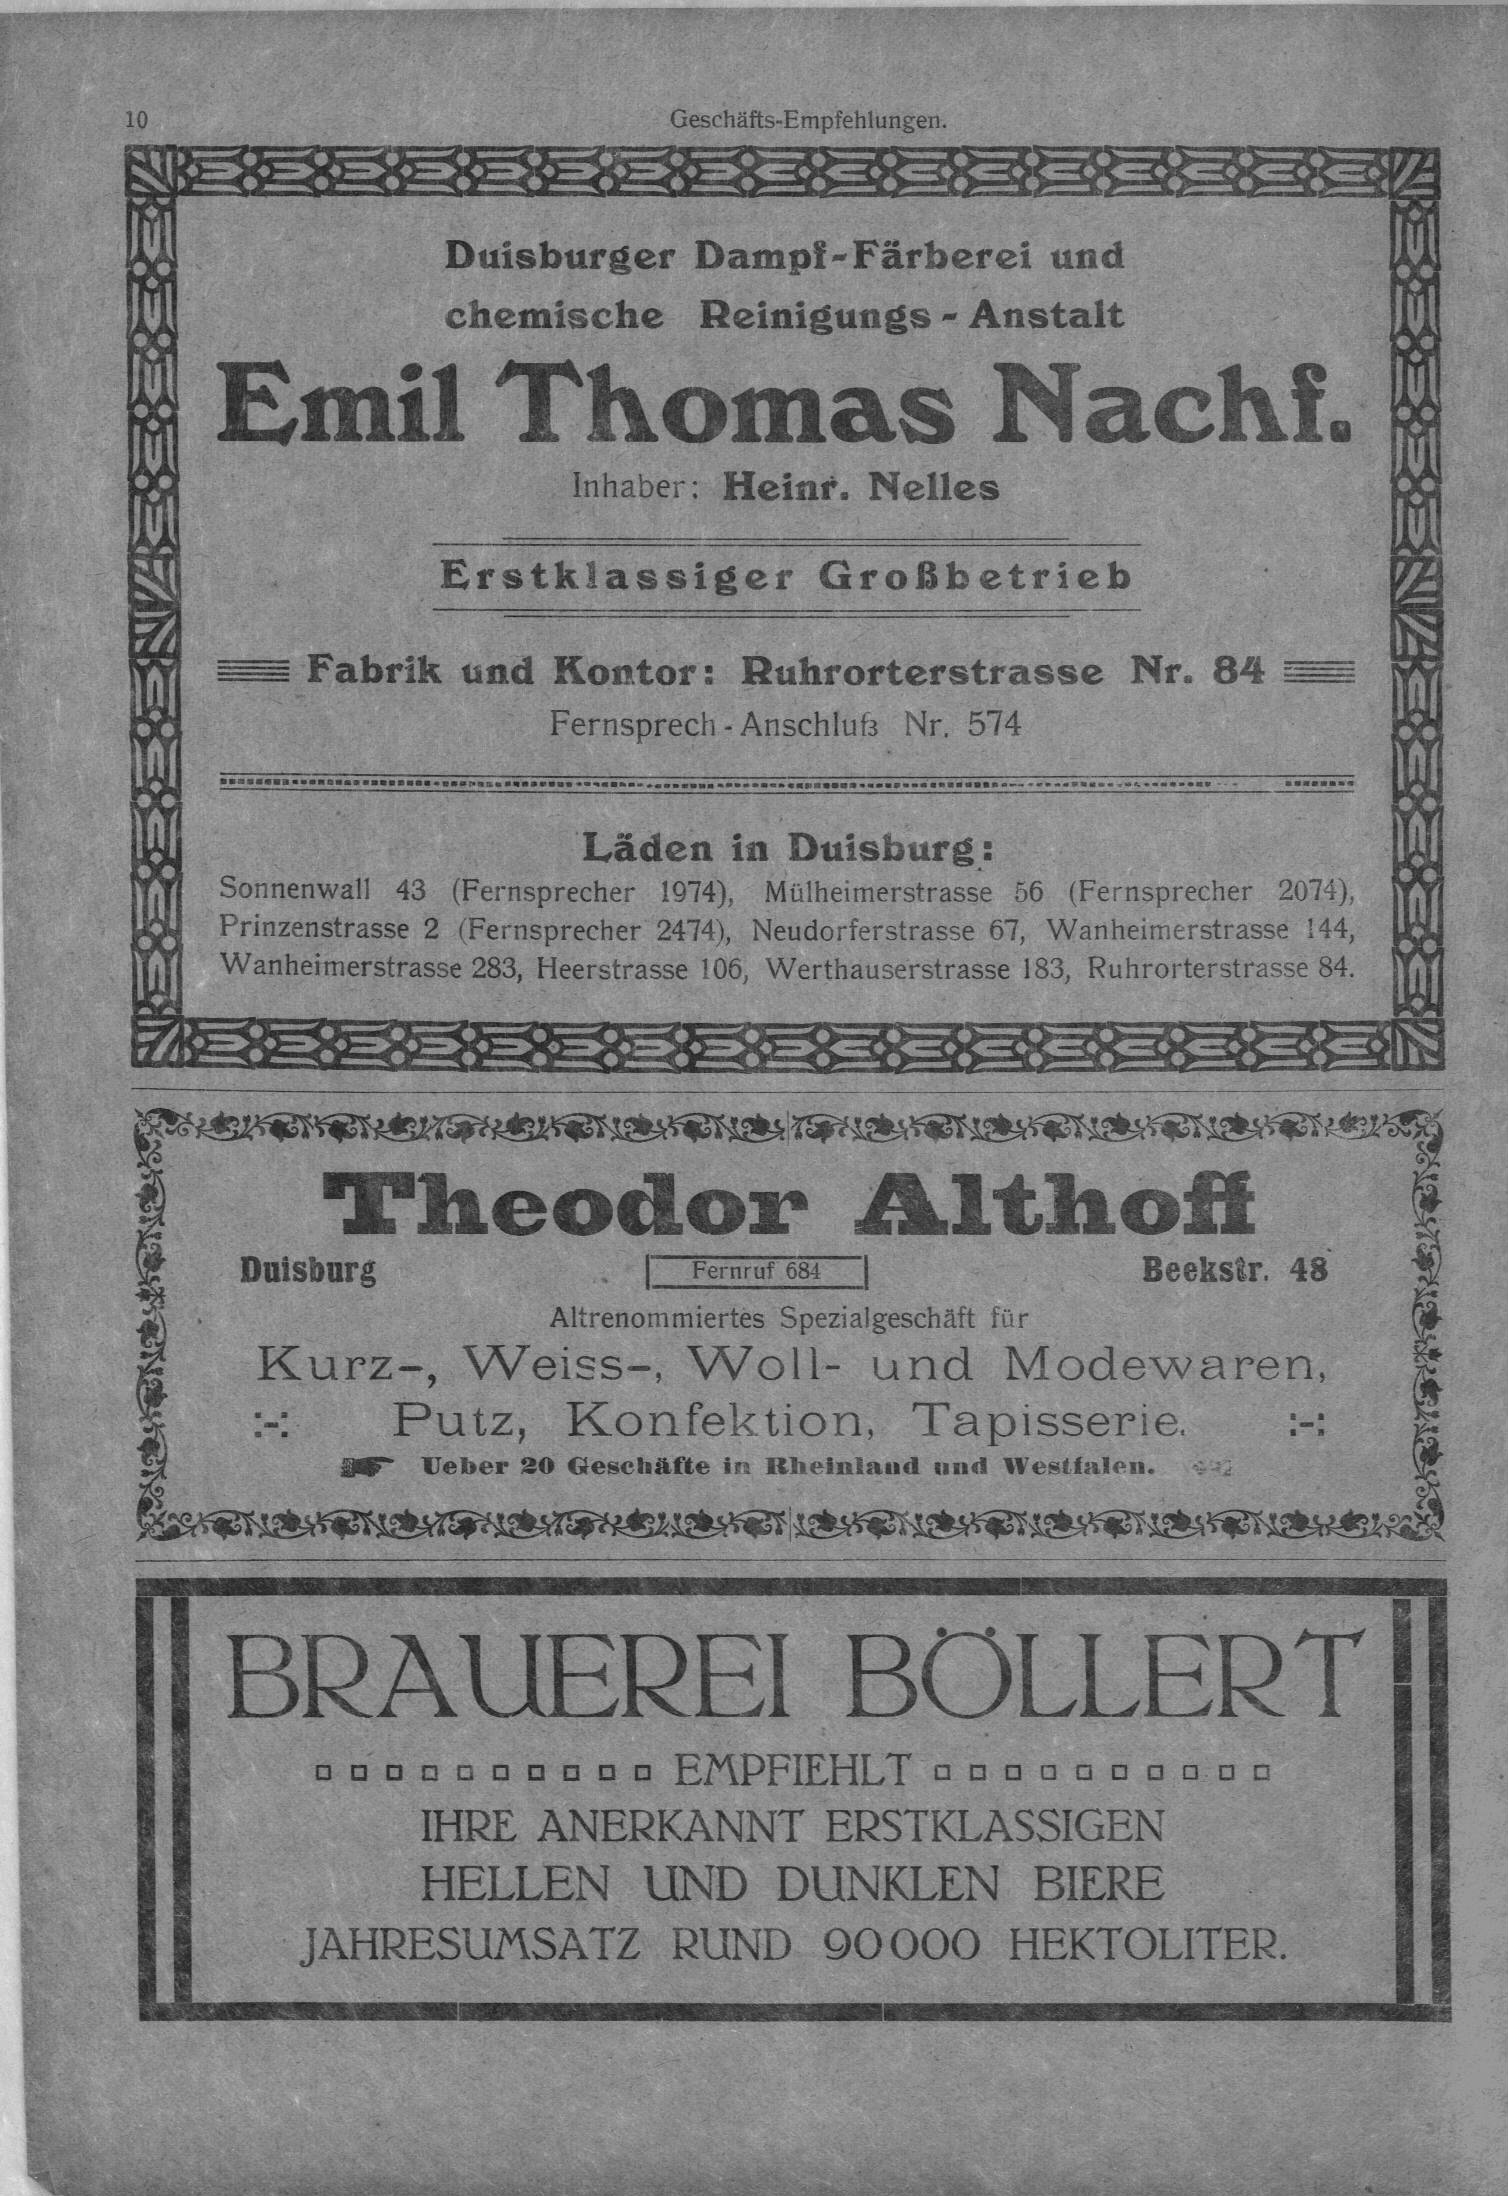 10
Geschäfts-Empfehlungen.
Duisburger Dampf-Färberei und
chemische Reinigungs-Anstalt
Emil Thomas Nachf.
Inhaber: Heinr. Nelles
Erstklassiger Großbetrieb
Fabrik und Kontor: Ruhrorterstrasse Nr. 84
Fernsprech-Anschluß Nr. 574
Läden in Duisburg:
Sonnenwall 43 (Fernsprecher 1974), Mülheimerstrasse 56 (Fernsprecher 2074),
Prinzenstrasse 2 (Fernsprecher 2474), Neudorferstrasse 67, Wanheimerstrasse 144,
Wanheimerstrasse 283, Heerstrasse 106, Werthauserstrasse 183, Ruhrorterstrasse 84.
Theodor Althoff
Duisburg Fernruf 684 Beekstr. 48
Altrenommiertes Spezialgeschäft für
Kurz-, Weiss-, Woll- und Modewaren,
:-: Putz, Konfektion, Tapisserie. :-:
Ueber 20 Geschäfte in Rheinland und Westfalen.
BRAUEREI BÖLLERT
EMPFIEHLT
IHRE ANERKANNT ERSTKLASSIGEN
HELLEN UND DUNKLEN BIERE
JAHRESUMSATZ RUND 90000 HEKTOLITER.